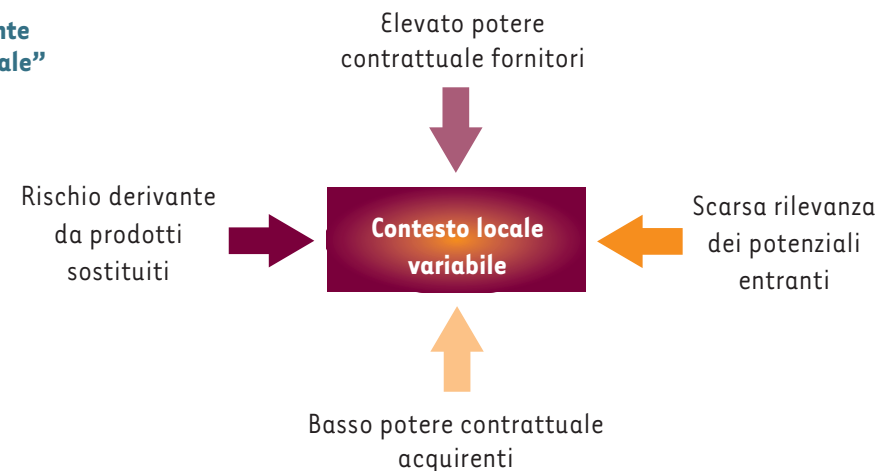 nte
ale”
Elevato potere
contrattuale fornitori
Rischio derivante
da prodotti
sostituiti
Contesto locale
variabile
Scarsa rilevanza
dei potenziali
entranti
Basso potere contrattuale
acquirenti